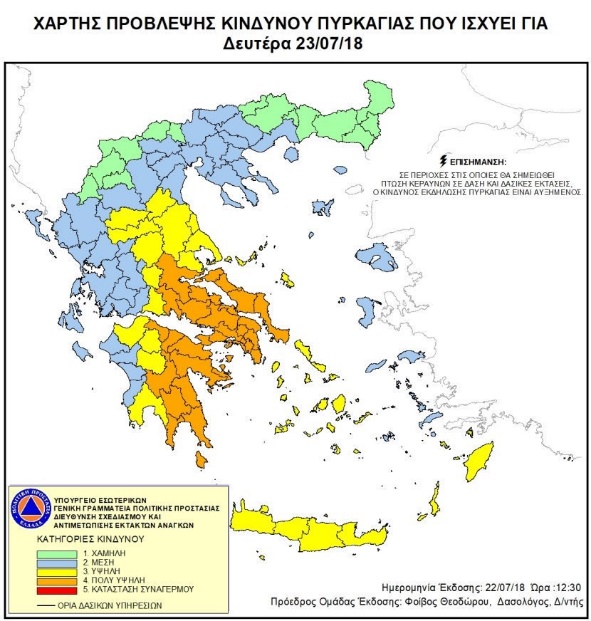 ΧΑΡΤΗΣ ΠΡΟΒΛΕΨΗΣ ΚΙΝΔΥΝΟΥ ΠΥΡΚΑΓΙΑΣ ΠΟΥ ΙΣΧΥΕΙ ΓΙΑ
Δευτέρα 23/07/18
ΕΠΙΣΗΜΑΝΣΗ:
ΣΕ ΠΕΡΙΟΧΕΣ ΣΤΙΣ ΟΠΟΙΕΣ ΘΑ ΣΗΜΕΙΩΘΕΙ
ΠΤΩΣΗ ΚΕΡΑΥΝΩΝ ΣΕ ΔΑΣΗ ΚΑΙ ΔΑΣΙΚΕΣ ΕΚΤΑΣΕΙΣ,
Ο ΚΙΝΔΥΝΟΣ ΕΚΔΗΛΩΣΗΣ ΠΥΡΚΑΓΙΑΣ ΕΙΝΑΙ ΑΥΞΗΜΕΝΟΣ.
ΠΟΛΙΤΙΚΗ ΠΡΟΣΤΑΣΙΑ
ΕΛΛΑΣ
ΥΠΟΥΡΓΕΙΟ ΕΣΩΤΕΡΙΚΩΝ
ΓΕΝΙΚΗ ΓΡΑΜΜΑΤΕΙΑ ΠΟΛΙΤΙΚΗΣ ΠΡΟΣΤΑΣΙΑΣ
ΔΙΕΥΘΥΝΣΗ ΣΧΕΔΙΑΣΜΟΥ ΚΑΙ
ΑΝΤΙΜΕΤΩΠΙΣΗΣ ΕΚΤΑΚΤΩΝ ΑΝΑΓΚΩΝ
ΚΑΤΗΓΟΡΙΕΣ ΚΙΝΔΥΝΟΥ
1. ΧΑΜΗΛΗ
2. ΜΕΣΗ
3. ΥΨΗΛΗ
4. ΠΟΛΥ ΥΨΗΛΗ
5. ΚΑΤΑΣΤΑΣΗ ΣΥΝΑΓΕΡΜΟΥ
ΟΡΙΑ ΔΑΣΙΚΩΝ ΥΠΗΡΕΣΙΩΝ
Ημερομηνία Έκδοσης: 22/07/18 Ώρα :12:30
Πρόεδρος Ομάδας Έκδοσης: Φοίβος Θεοδώρου, Δασολόγος, Δ/ντής